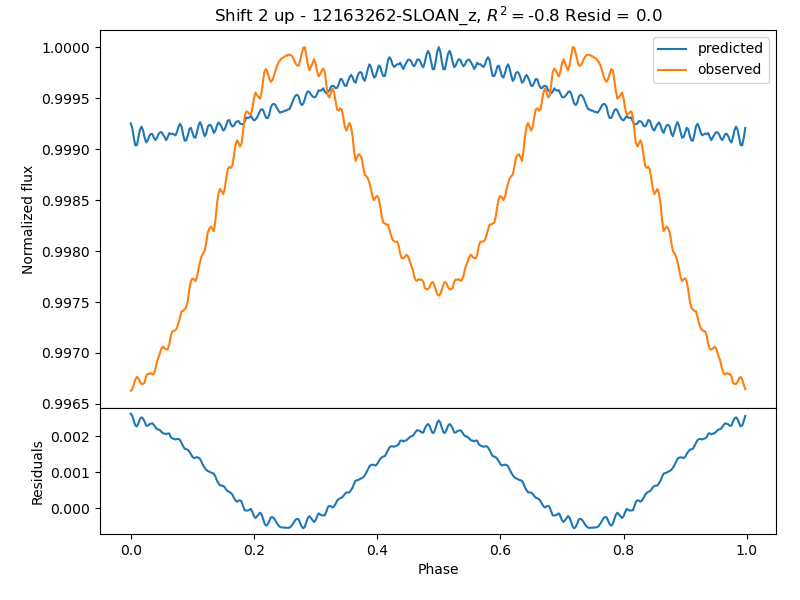 Shift 2 up - 12163262-SLOAN_z, $R^2=$-0.8 Resid = 0.0
predicted
observed
Normalized flux
1.0000
0.9995
0.9990
0.9985
0.9980
0.9975
0.9970
0.9965
Residuals
0.002
0.001
0.000
0.0 0.2 0.4 0.6 0.8 1.0
Phase